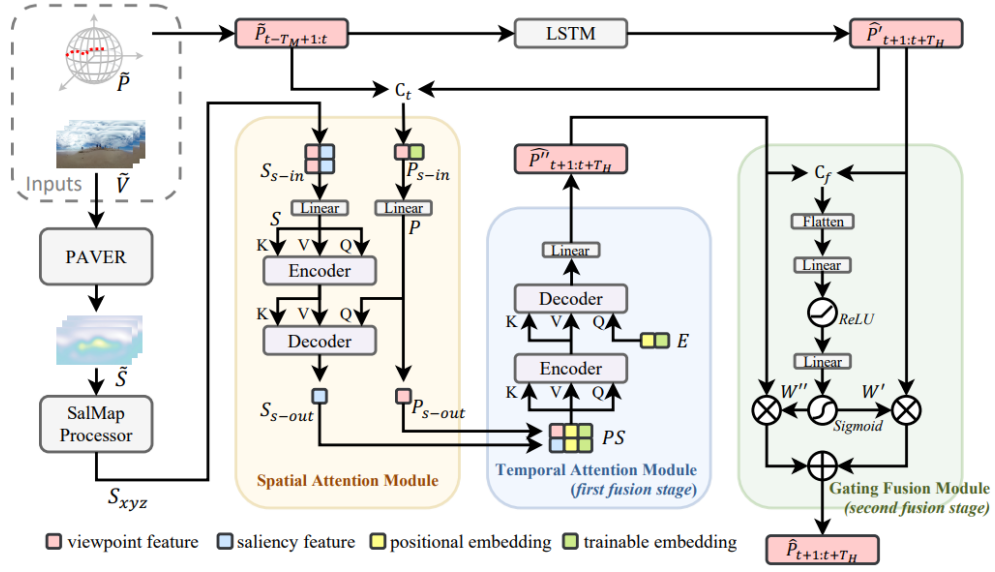 P̃
Ṽ
Inputs
PAVER
S̃
SalMap
Processor
S_xyz
P̃_{t−T_M+1:t}
LSTM
P̂'_{t+1:t+T_H}
C_t
S_{s−in}
P_{s−in}
Linear
Linear
S
P
K V Q
Encoder
K V Q
Decoder
S_{s−out}
P_{s−out}
Spatial Attention Module
P̂''_{t+1:t+T_H}
Linear
Decoder
K V Q
E
Encoder
K V Q
PS
Temporal Attention Module
(first fusion stage)
C_f
Flatten
Linear
ReLU
Linear
W'' W'
Sigmoid
Gating Fusion Module
(second fusion stage)
P̂_{t+1:t+T_H}
viewpoint feature saliency feature positional embedding trainable embedding